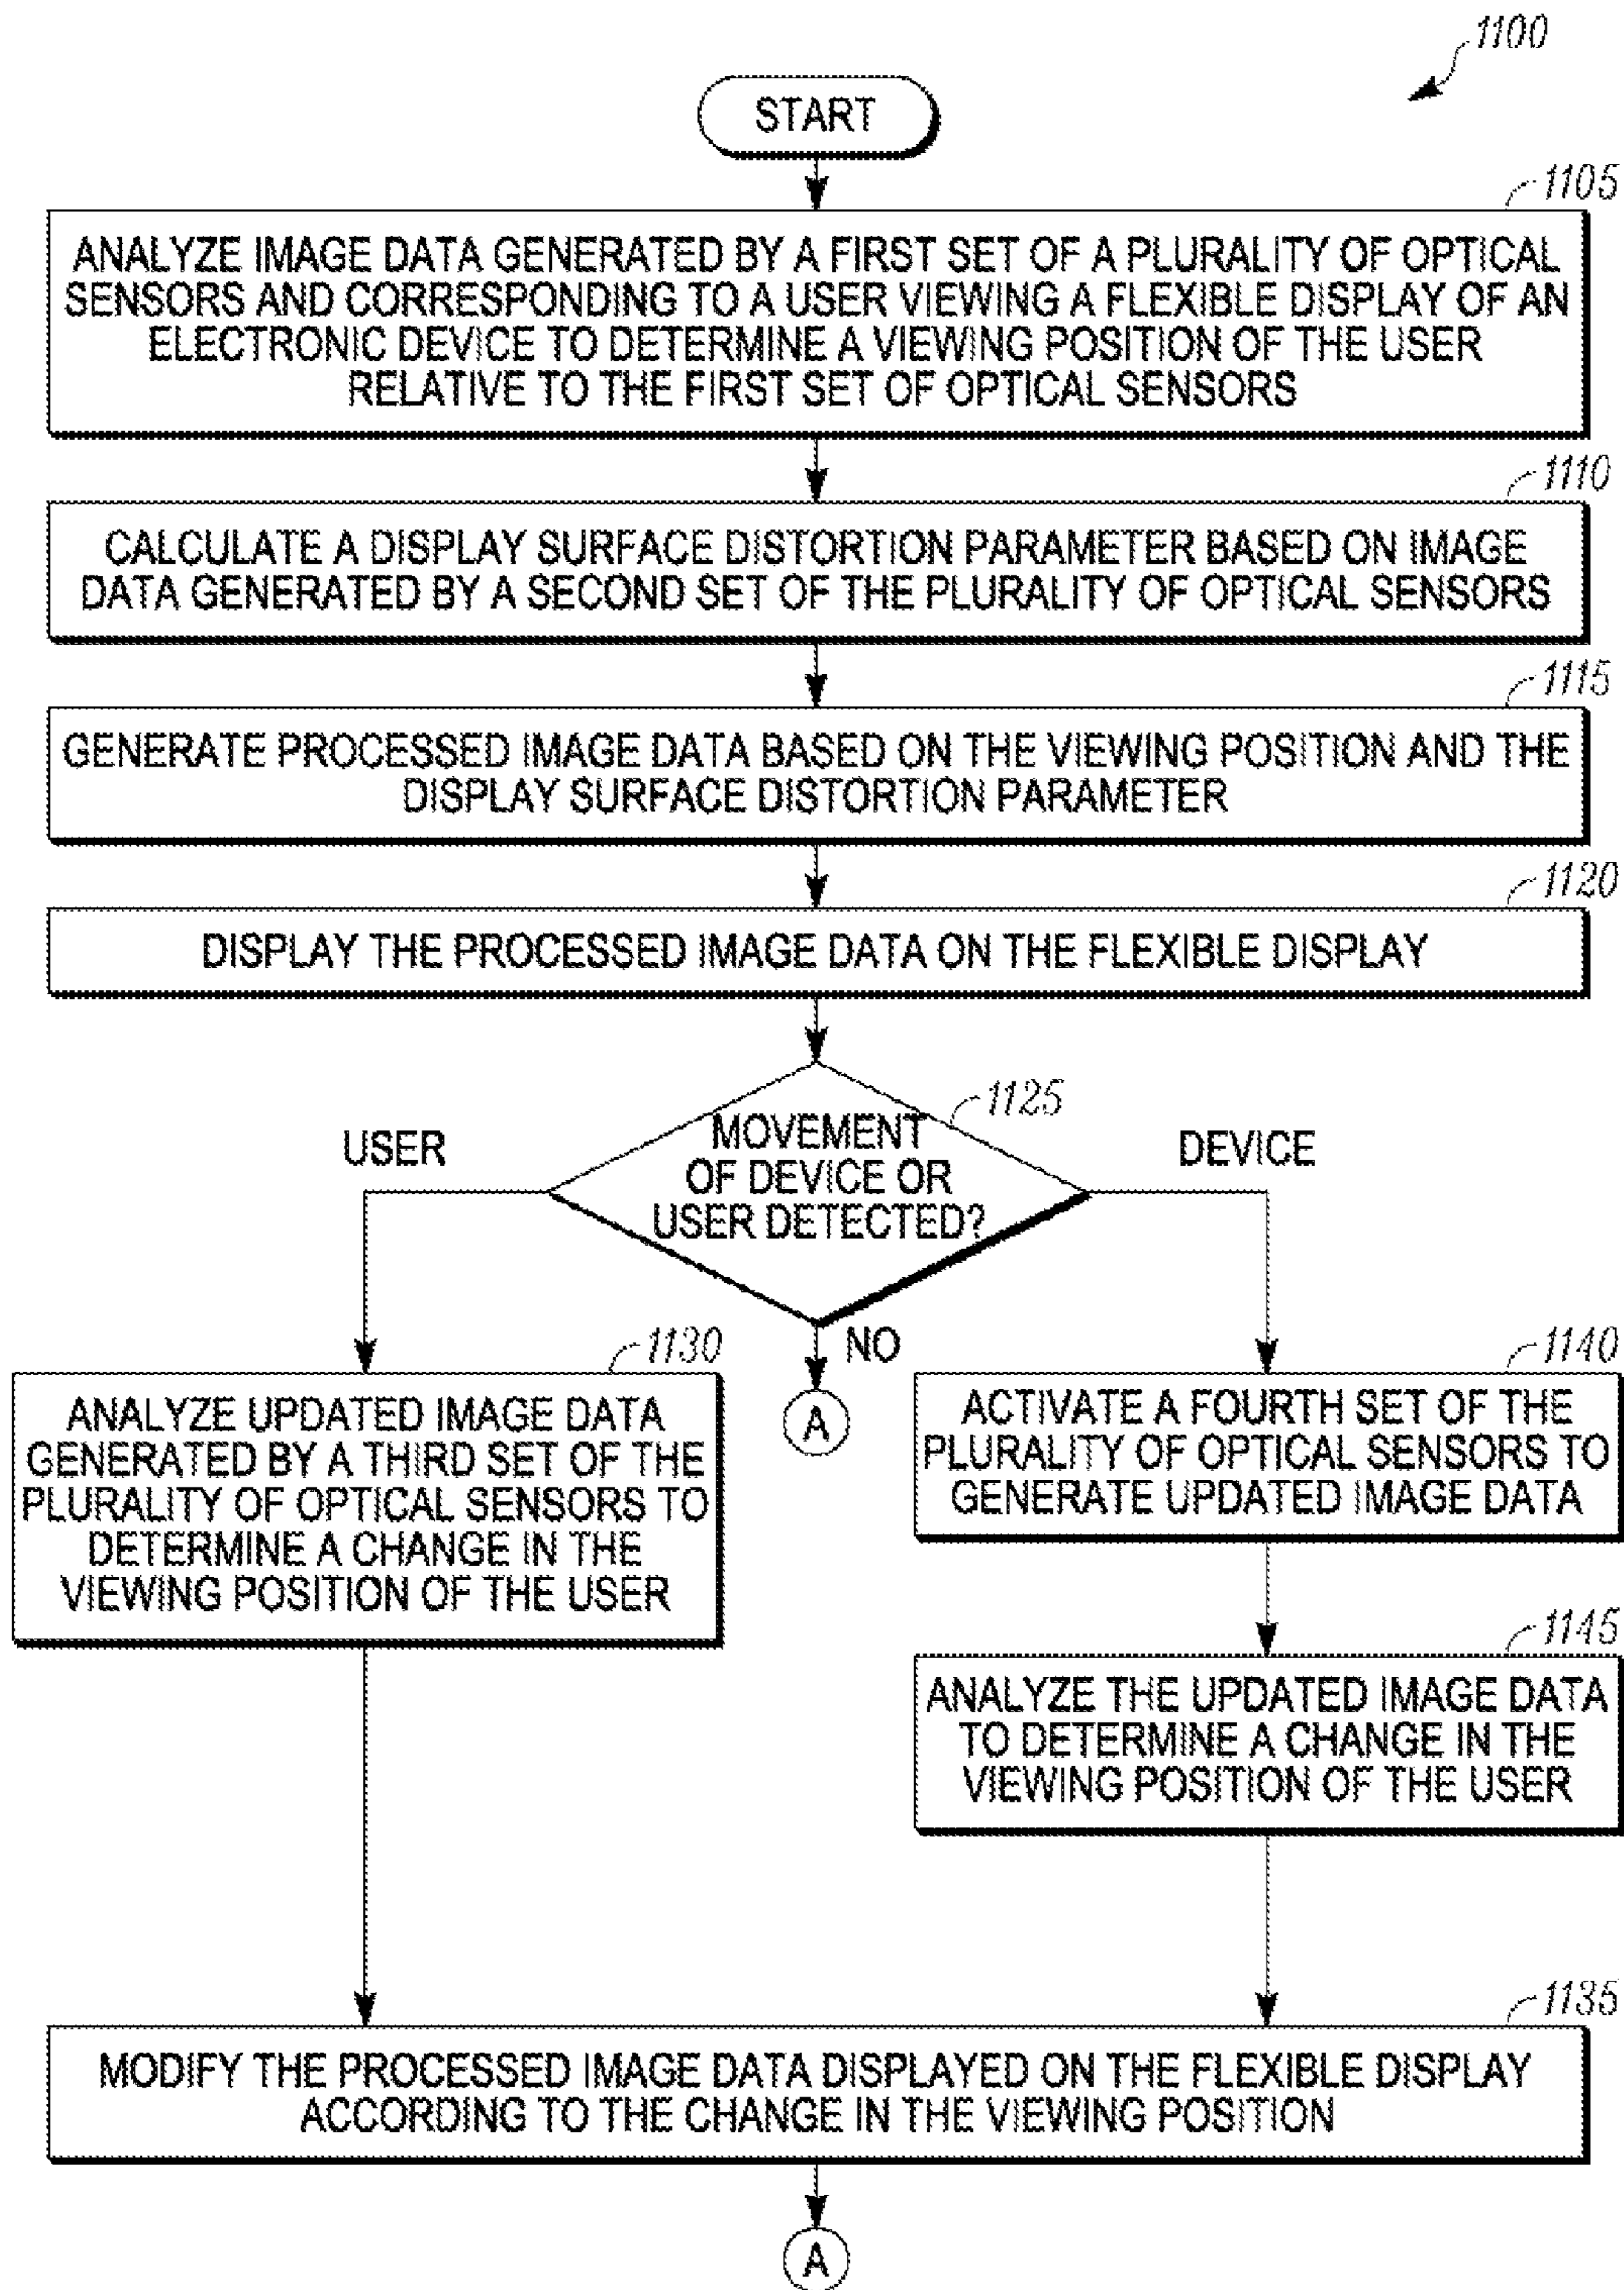 1100
START
1105
ANALYZE IMAGE DATA GENERATED BY A FIRST SET OF A PLURALITY OF OPTICAL
SENSORS AND CORRESPONDING TO A USER VIEWING A FLEXIBLE DISPLAY OF AN
ELECTRONIC DEVICE TO DETERMINE A VIEWING POSITION OF THE USER
RELATIVE TO THE FIRST SET OF OPTICAL SENSORS
1110
CALCULATE A DISPLAY SURFACE DISTORTION PARAMETER BASED ON IMAGE
DATA GENERATED BY A SECOND SET OF THE PLURALITY OF OPTICAL SENSORS
1115
GENERATE PROCESSED IMAGE DATA BASED ON THE VIEWING POSITION AND THE
DISPLAY SURFACE DISTORTION PARAMETER
1120
DISPLAY THE PROCESSED IMAGE DATA ON THE FLEXIBLE DISPLAY
1125
MOVEMENT
OF DEVICE OR
USER DETECTED?
USER
DEVICE
NO
A
1130
ANALYZE UPDATED IMAGE DATA
GENERATED BY A THIRD SET OF THE
PLURALITY OF OPTICAL SENSORS TO
DETERMINE A CHANGE IN THE
VIEWING POSITION OF THE USER
1140
ACTIVATE A FOURTH SET OF THE
PLURALITY OF OPTICAL SENSORS TO
GENERATE UPDATED IMAGE DATA
1145
ANALYZE THE UPDATED IMAGE DATA
TO DETERMINE A CHANGE IN THE
VIEWING POSITION OF THE USER
1135
MODIFY THE PROCESSED IMAGE DATA DISPLAYED ON THE FLEXIBLE DISPLAY
ACCORDING TO THE CHANGE IN THE VIEWING POSITION
A